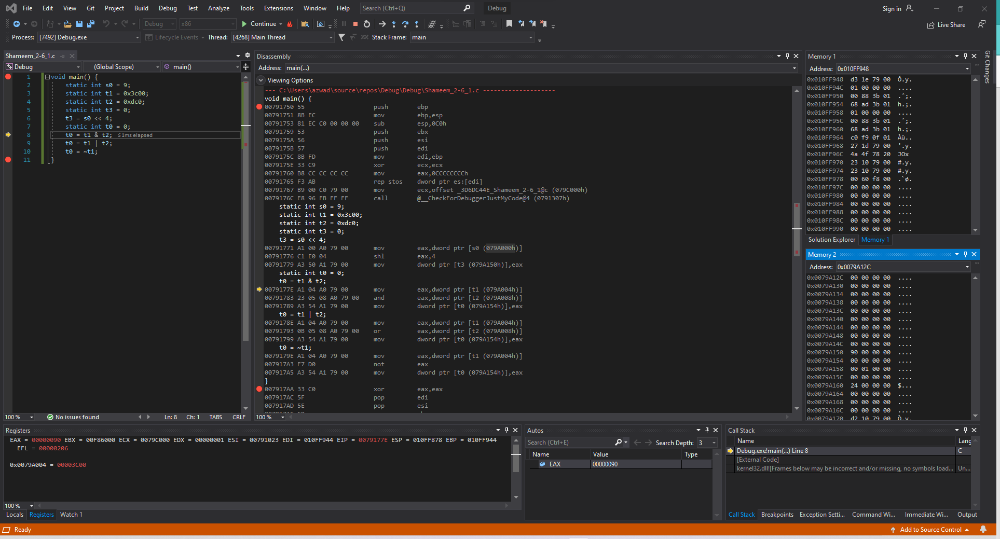 File Edit View Git Project Build Debug Test Analyze Tools Extensions Window Help Search (Ctrl+Q) Debug Sign in
Debug x86 Continue Live Share
Process: [7492] Debug.exe Lifecycle Events Thread: [4268] Main Thread Stack Frame: main
Shameem_2-6_1.c
Debug (Global Scope) main()
1 void main() {
2 static int s0 = 9;
3 static int t1 = 0x3c00;
4 static int t2 = 0xdc0;
5 static int t3 = 0;
6 t3 = s0 << 4;
7 static int t0 = 0;
8 t0 = t1 & t2; ≤1ms elapsed
9 t0 = t1 | t2;
10 t0 = ~t1;
11 }
100 % No issues found Ln: 8 Ch: 1 TABS CRLF
Disassembly
Address: main(...)
Viewing Options
--- C:\Users\azwad\source\repos\Debug\Debug\Shameem_2-6_1.c --------------------
void main() {
00791750 55 push ebp
00791751 8B EC mov ebp,esp
00791753 81 EC C0 00 00 00 sub esp,0C0h
00791759 53 push ebx
0079175A 56 push esi
0079175B 57 push edi
0079175C 8B FD mov edi,ebp
0079175E 33 C9 xor ecx,ecx
00791760 B8 CC CC CC CC mov eax,0CCCCCCCCh
00791765 F3 AB rep stos dword ptr es:[edi]
00791767 B9 00 C0 79 00 mov ecx,offset _3D6DC44E_Shameem_2-6_1@c (079C000h)
0079176C E8 96 FB FF FF call @__CheckForDebuggerJustMyCode@4 (0791307h)
static int s0 = 9;
static int t1 = 0x3c00;
static int t2 = 0xdc0;
static int t3 = 0;
t3 = s0 << 4;
00791771 A1 00 A0 79 00 mov eax,dword ptr [s0 (079A000h)]
00791776 C1 E0 04 shl eax,4
00791779 A3 50 A1 79 00 mov dword ptr [t3 (079A150h)],eax
static int t0 = 0;
t0 = t1 & t2;
0079177E A1 04 A0 79 00 mov eax,dword ptr [t1 (079A004h)]
00791783 23 05 08 A0 79 00 and eax,dword ptr [t2 (079A008h)]
00791789 A3 54 A1 79 00 mov dword ptr [t0 (079A154h)],eax
t0 = t1 | t2;
0079178E A1 04 A0 79 00 mov eax,dword ptr [t1 (079A004h)]
00791793 0B 05 08 A0 79 00 or eax,dword ptr [t2 (079A008h)]
00791799 A3 54 A1 79 00 mov dword ptr [t0 (079A154h)],eax
t0 = ~t1;
0079179E A1 04 A0 79 00 mov eax,dword ptr [t1 (079A004h)]
007917A3 F7 D0 not eax
007917A5 A3 54 A1 79 00 mov dword ptr [t0 (079A154h)],eax
}
007917AA 33 C0 xor eax,eax
007917AC 5F pop edi
007917AD 5E pop esi
100 %
Memory 1
Address: 0x010FF948
0x010FF948 d3 1e 79 00 Ó.y.
0x010FF94C 01 00 00 00 ....
0x010FF950 00 88 3b 01 .ˆ;.
0x010FF954 68 ad 3b 01 h.;.
0x010FF958 01 00 00 00 ....
0x010FF95C 00 88 3b 01 .ˆ;.
0x010FF960 68 ad 3b 01 h.;.
0x010FF964 c0 f9 0f 01 Àù..
0x010FF968 27 1d 79 00 '.y.
0x010FF96C 4a 4f 78 20 JOx
0x010FF970 23 10 79 00 #.y.
0x010FF974 23 10 79 00 #.y.
0x010FF978 00 60 f8 00 .`ø.
0x010FF97C 00 00 00 00 ....
0x010FF980 00 00 00 00 ....
0x010FF984 00 00 00 00 ....
0x010FF988 00 00 00 00 ....
0x010FF98C 00 00 00 00 ....
0x010FF990 00 00 00 00 ....
Solution Explorer Memory 1
Git Changes
Memory 2
Address: 0x0079A12C
0x0079A12C 00 00 00 00 ....
0x0079A130 00 00 00 00 ....
0x0079A134 00 00 00 00 ....
0x0079A138 00 00 00 00 ....
0x0079A13C 00 00 00 00 ....
0x0079A140 00 00 00 00 ....
0x0079A144 00 00 00 00 ....
0x0079A148 00 00 00 00 ....
0x0079A14C 00 00 00 00 ....
0x0079A150 90 00 00 00 ....
0x0079A154 00 00 00 00 ....
0x0079A158 00 01 00 00 ....
0x0079A15C 00 00 00 00 ....
0x0079A160 24 00 00 00 $...
0x0079A164 00 00 00 00 ....
0x0079A168 00 00 00 00 ....
0x0079A16C 00 00 00 00 ....
0x0079A170 d2 10 79 00 Ò.y.
Registers
EAX = 00000090 EBX = 00F86000 ECX = 0079C000 EDX = 00000001 ESI = 00791023 EDI = 010FF944 EIP = 0079177E ESP = 010FF878 EBP = 010FF944
EFL = 00000206
0x0079A004 = 00003C00
100 %
Locals Registers Watch 1
Autos
Search (Ctrl+E) Search Depth: 3
Name Value Type
EAX 00000090
Call Stack
Name Lang
Debug.exe!main(...) Line 8 C
[External Code]
kernel32.dll![Frames below may be incorrect and/or missing, no symbols load... Un...
Call Stack Breakpoints Exception Setti... Command Wi... Immediate Wi... Output
Ready Add to Source Control